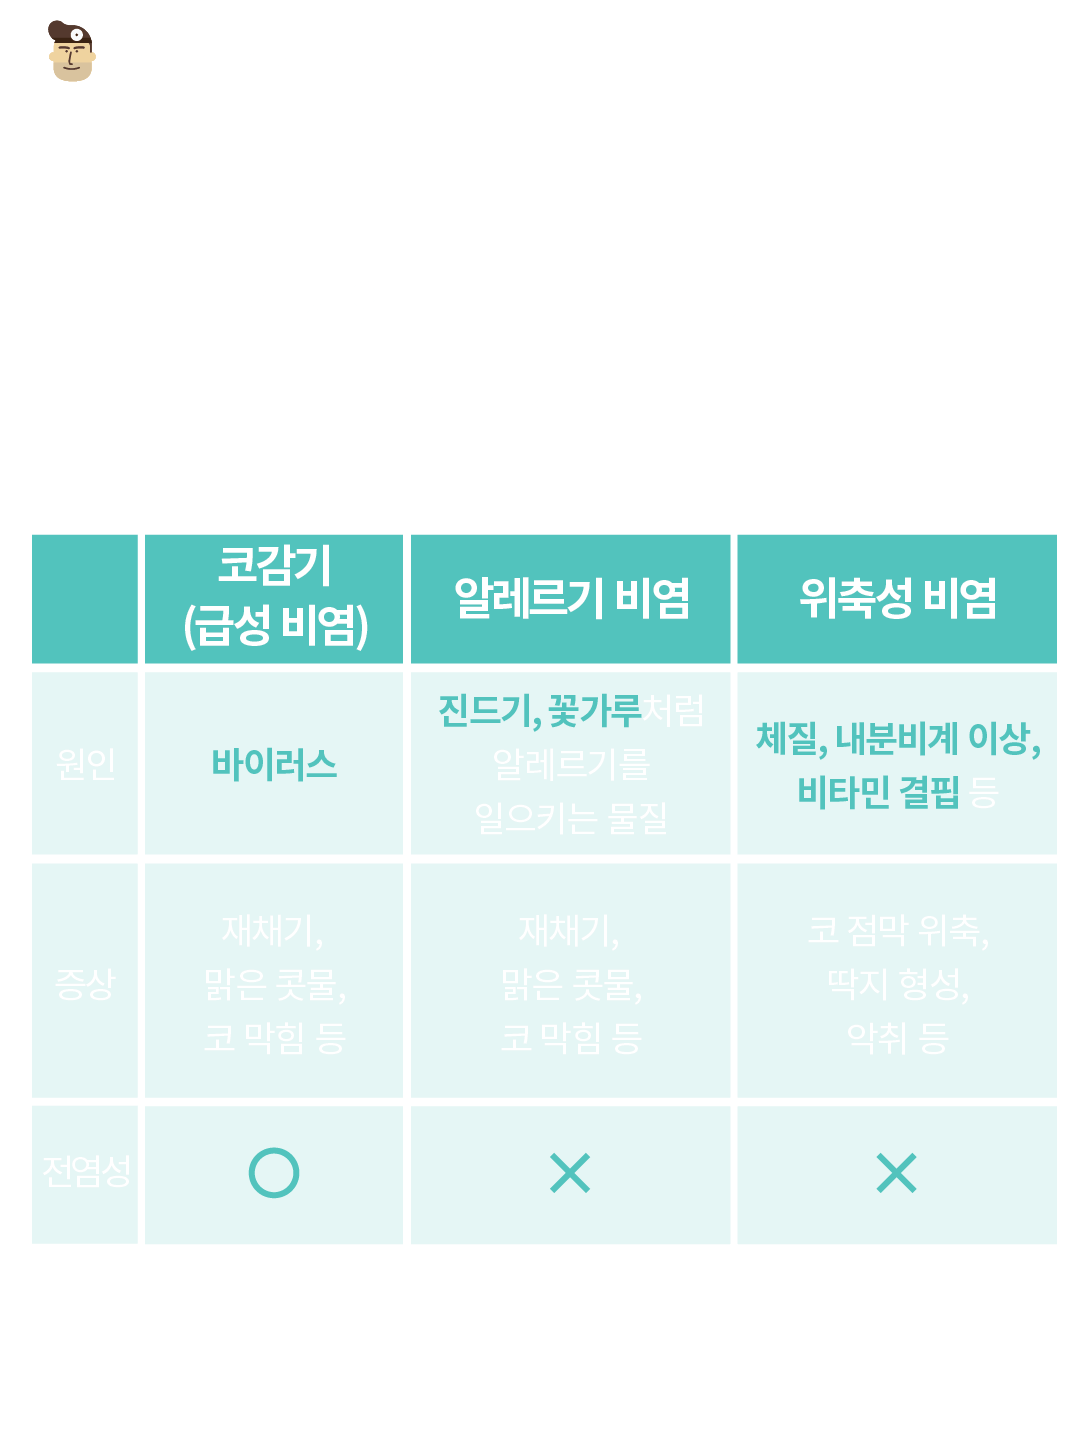 코감기
(급성 비염)
알레르기 비염
위축성 비염
원인
바이러스
진드기, 꽃가루처럼
알레르기를
일으키는 물질
체질, 내분비계 이상,
비타민 결핍 등
증상
재채기,
맑은 콧물,
코 막힘 등
재채기,
맑은 콧물,
코 막힘 등
코 점막 위축,
딱지 형성,
악취 등
전염성